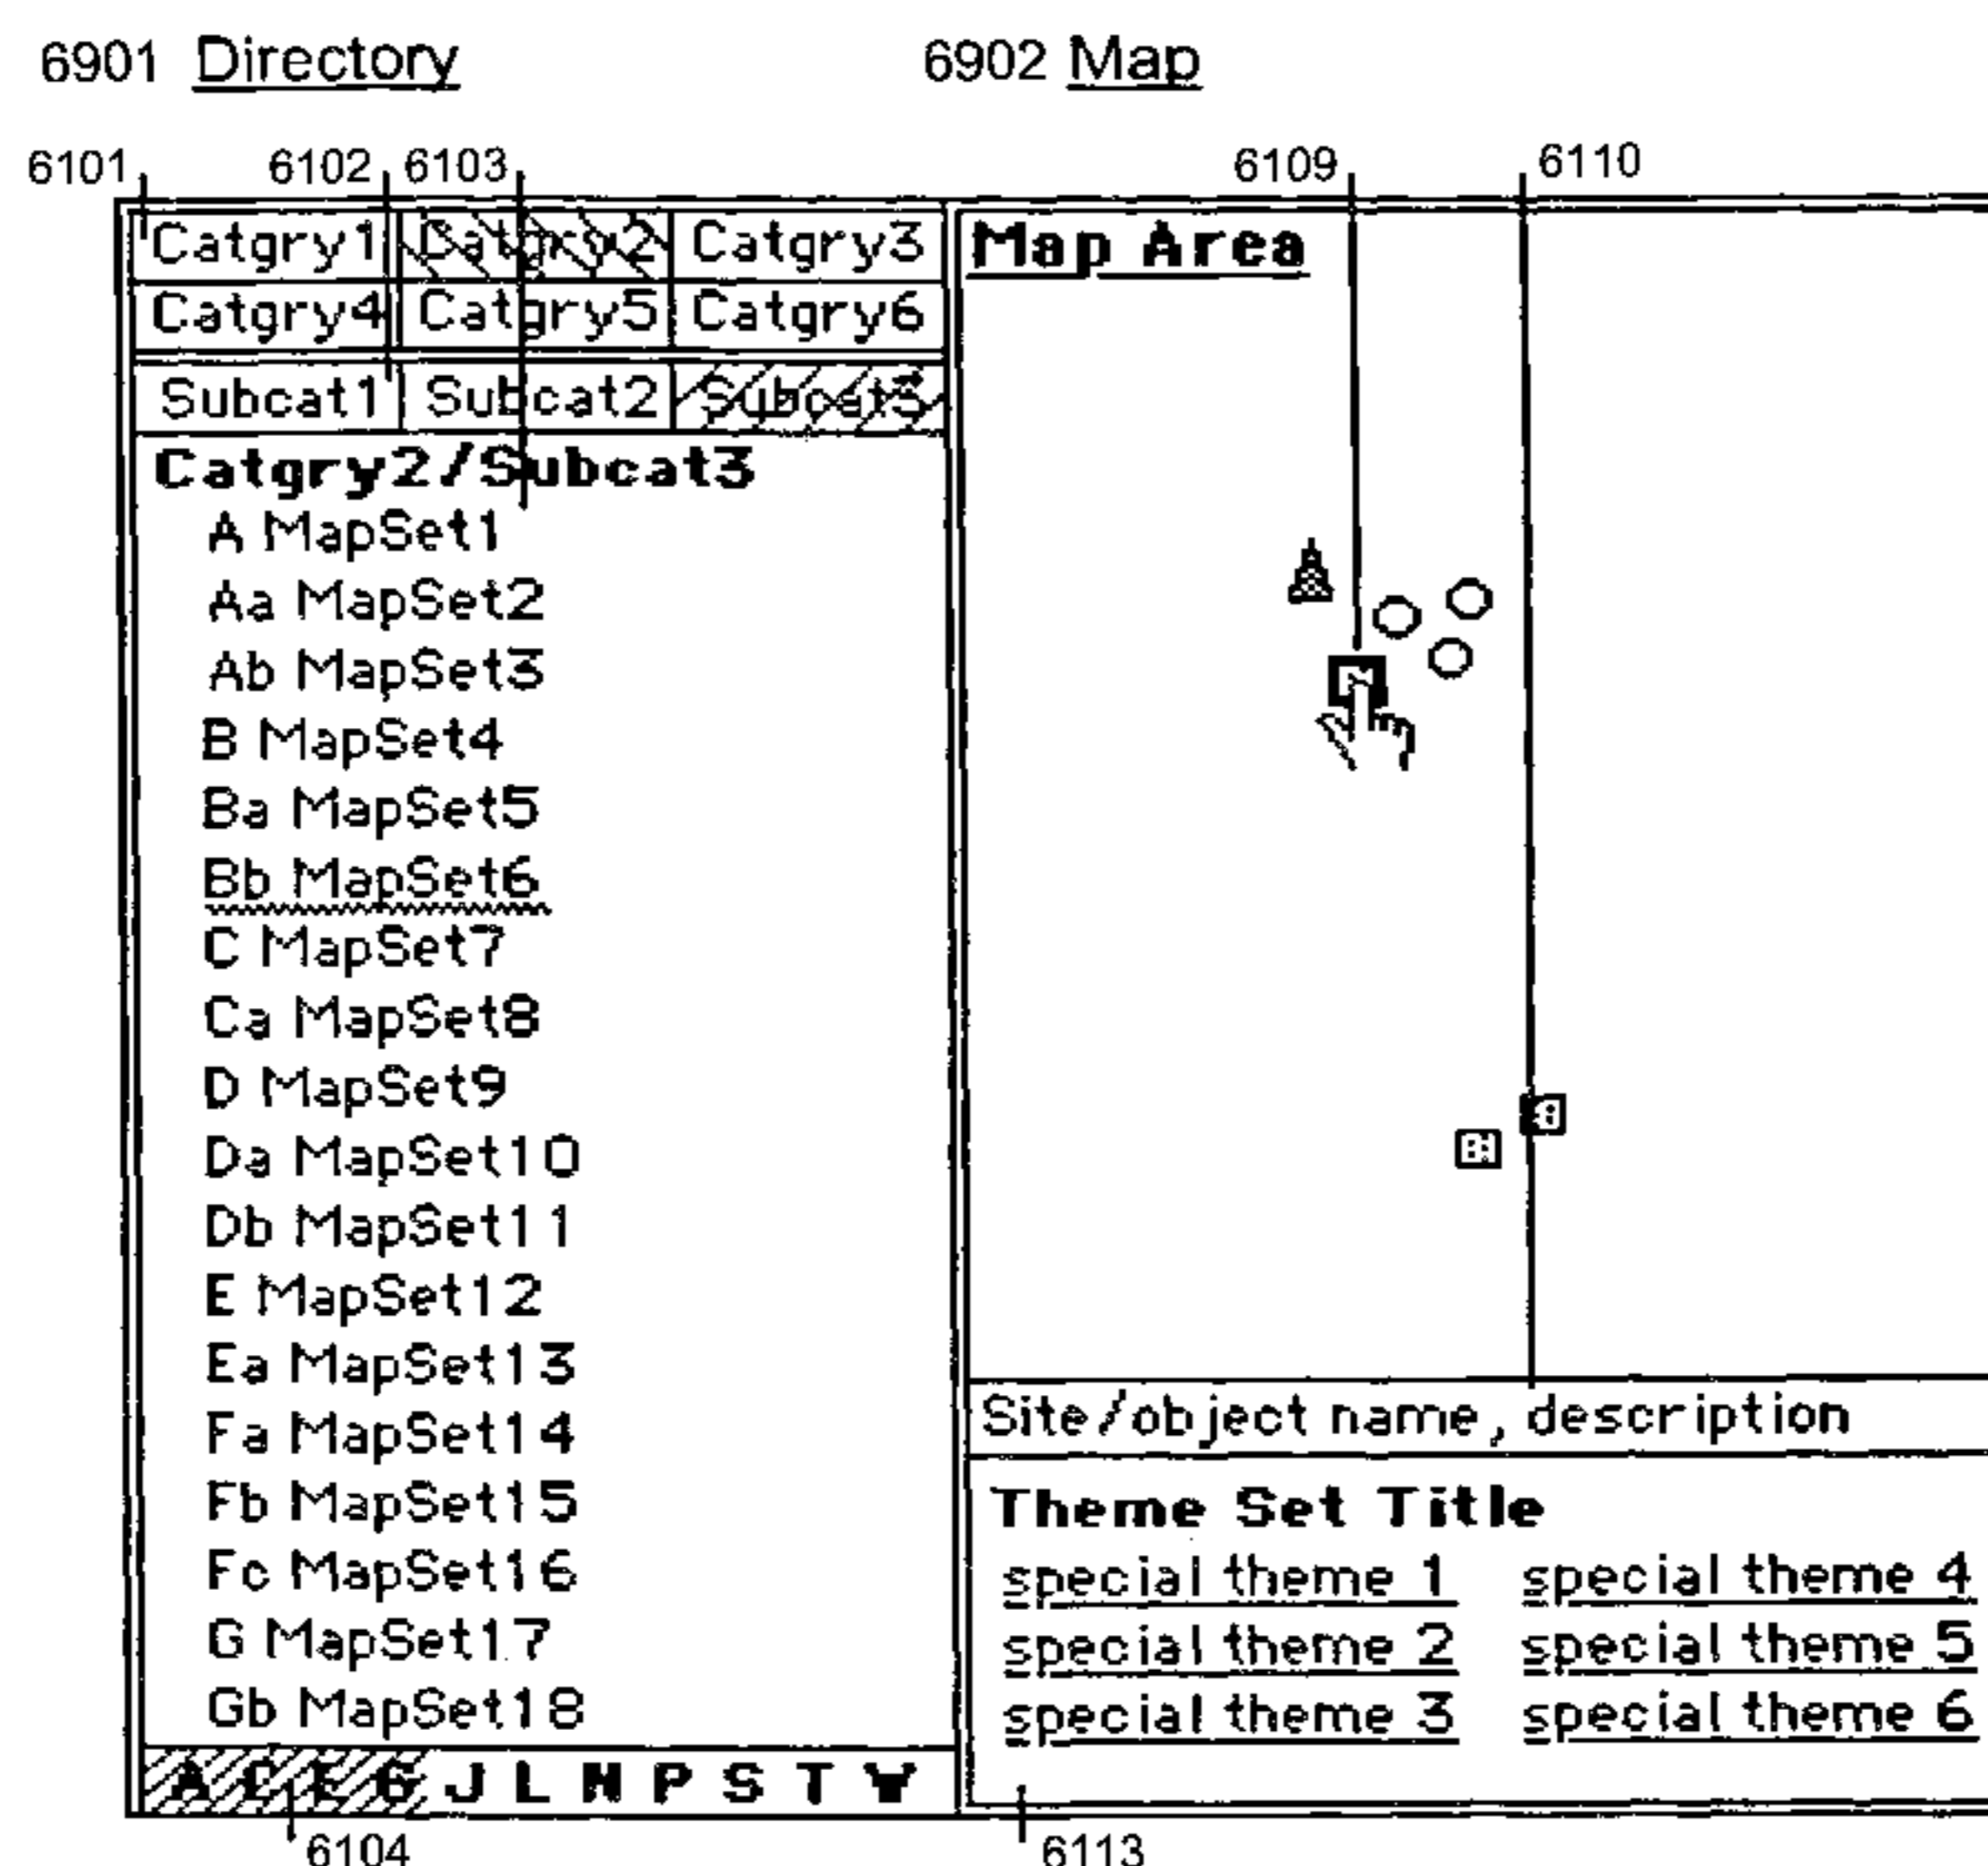 6901 Directory
6902 Map
6101
6102
6103
6109
6110
Catgry1 Catgry2 Catgry3
Catgry4 Catgry5 Catgry6
Subcat1 Subcat2 Subcat3
Catgry2/Subcat3
A MapSet1
Aa MapSet2
Ab MapSet3
B MapSet4
Ba MapSet5
Bb MapSet6
C MapSet7
Ca MapSet8
D MapSet9
Da MapSet10
Db MapSet11
E MapSet12
Ea MapSet13
Fa MapSet14
Fb MapSet15
Fc MapSet16
G MapSet17
Gb MapSet18
A C E G J L N P S T W
6104
Map Area
Site/object name, description
Theme Set Title
special theme 1 special theme 4
special theme 2 special theme 5
special theme 3 special theme 6
6113